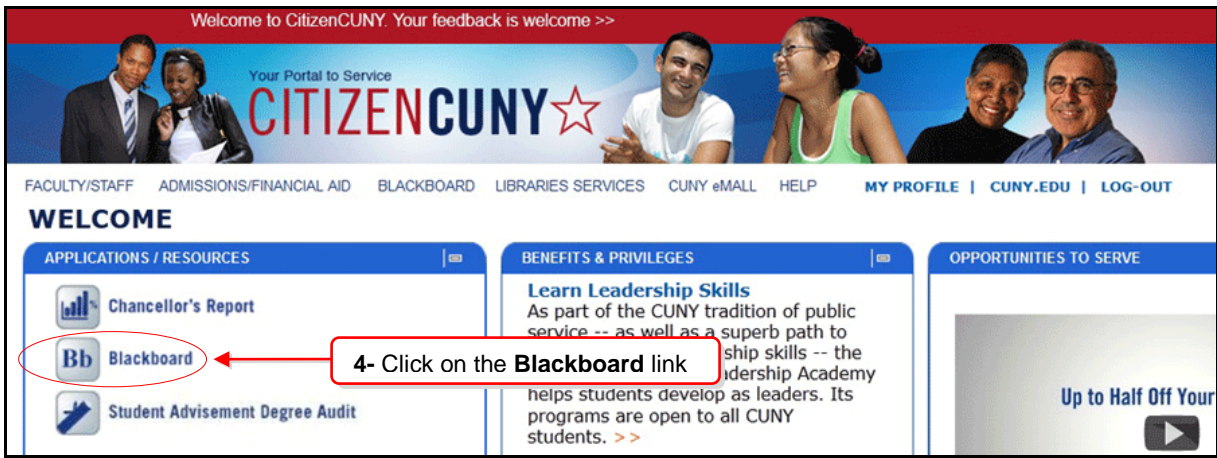 Welcome to CitizenCUNY. Your feedback is welcome >>
Your Portal to Service
CITIZENCUNY
FACULTY/STAFF ADMISSIONS/FINANCIAL AID BLACKBOARD LIBRARIES SERVICES CUNY eMALL HELP MY PROFILE | CUNY.EDU | LOG-OUT
WELCOME
APPLICATIONS / RESOURCES
Chancellor's Report
Bb Blackboard
Student Advisement Degree Audit
4- Click on the Blackboard link
BENEFITS & PRIVILEGES
Learn Leadership Skills
As part of the CUNY tradition of public
service -- as well as a superb path to
ship skills -- the
adership Academy
helps students develop as leaders. Its
programs are open to all CUNY
students. >>
OPPORTUNITIES TO SERVE
Up to Half Off Your